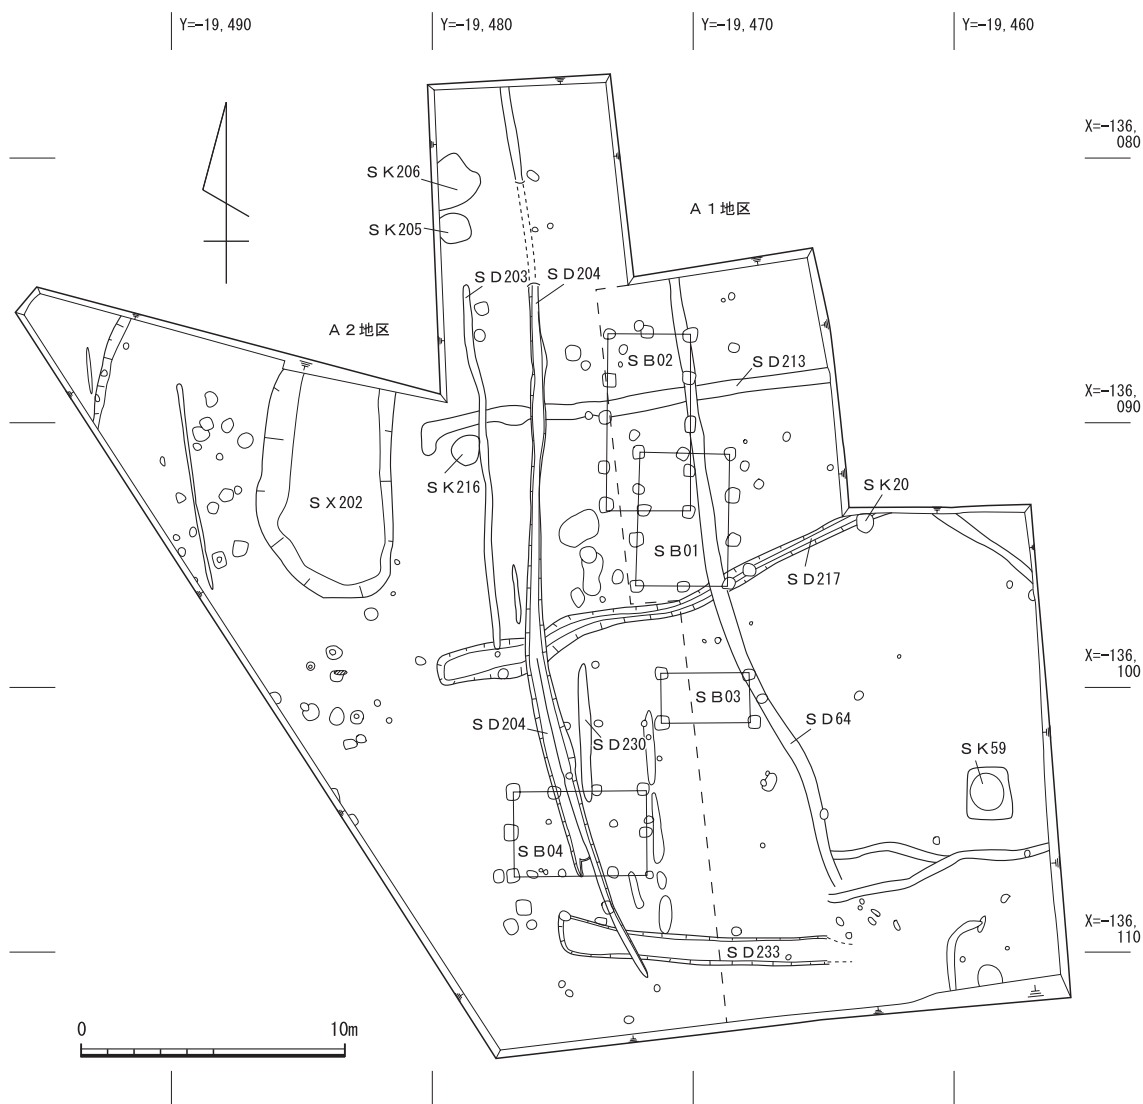 Y=-19,490
Y=-19,480
Y=-19,470
Y=-19,460
X=-136,
080
SK206
A1地区
SK205
SD203
SD204
A2地区
SB02
SD213
X=-136,
090
SK216
SK20
SX202
SB01
SD217
X=-136,
100
SB03
SD204
SD230
SD64
SK59
SB04
X=-136,
110
SD233
0
10m